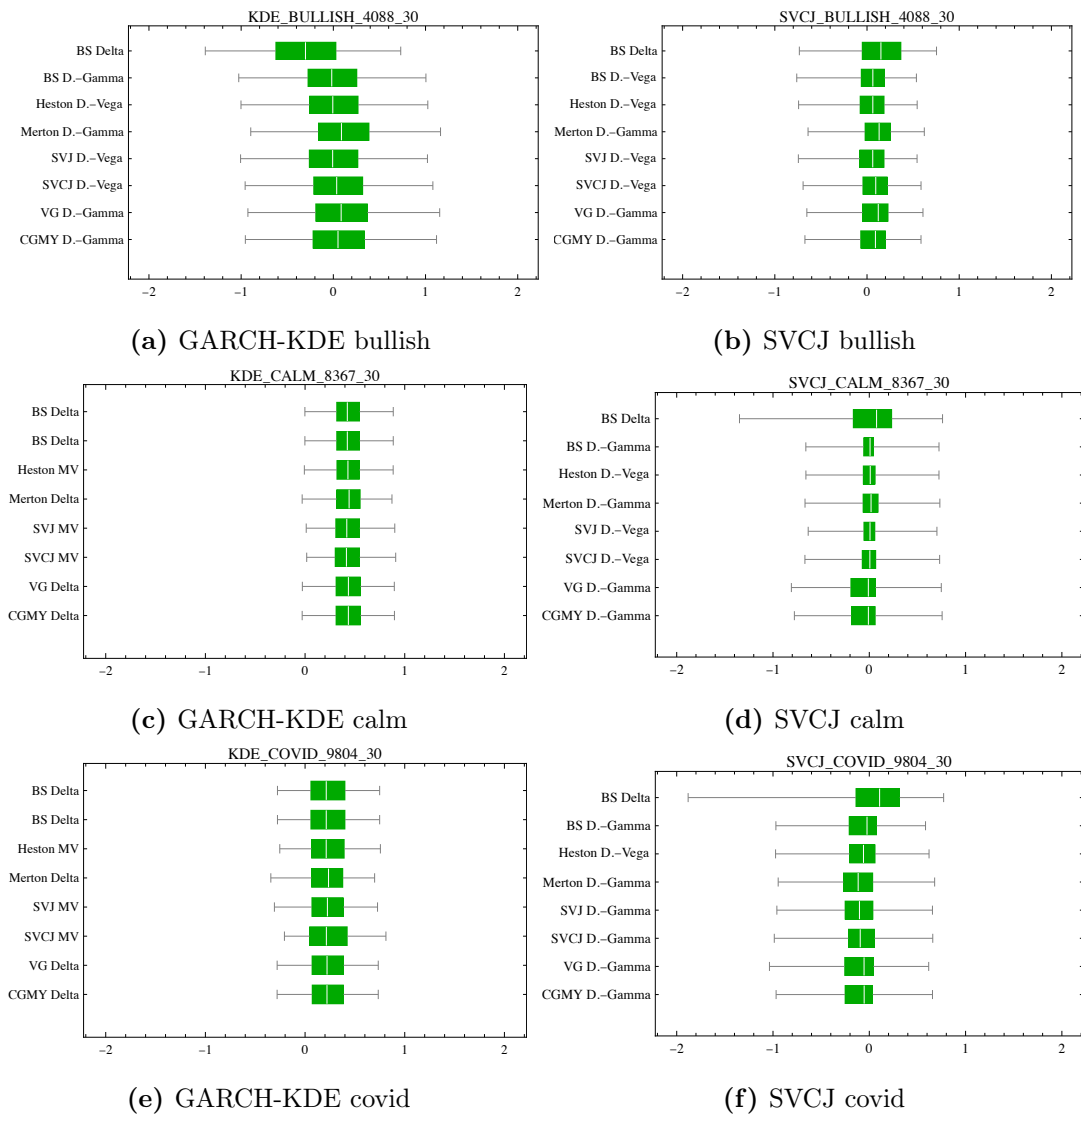 KDE_BULLISH_4088_30
BS Delta
BS D.-Gamma
Heston D.-Vega
Merton D.-Gamma
SVJ D.-Vega
SVCJ D.-Vega
VG D.-Gamma
CGMY D.-Gamma
-2 -1 0 1 2
(a) GARCH-KDE bullish
SVCJ_BULLISH_4088_30
BS Delta
BS D.-Vega
Heston D.-Vega
Merton D.-Gamma
SVJ D.-Vega
SVCJ D.-Vega
VG D.-Gamma
CGMY D.-Gamma
-2 -1 0 1 2
(b) SVCJ bullish
KDE_CALM_8367_30
BS Delta
BS Delta
Heston MV
Merton Delta
SVJ MV
SVCJ MV
VG Delta
CGMY Delta
-2 -1 0 1 2
(c) GARCH-KDE calm
SVCJ_CALM_8367_30
BS Delta
BS D.-Gamma
Heston D.-Vega
Merton D.-Gamma
SVJ D.-Vega
SVCJ D.-Vega
VG D.-Gamma
CGMY D.-Gamma
-2 -1 0 1 2
(d) SVCJ calm
KDE_COVID_9804_30
BS Delta
BS Delta
Heston MV
Merton Delta
SVJ MV
SVCJ MV
VG Delta
CGMY Delta
-2 -1 0 1 2
(e) GARCH-KDE covid
SVCJ_COVID_9804_30
BS Delta
BS D.-Gamma
Heston D.-Vega
Merton D.-Gamma
SVJ D.-Gamma
SVCJ D.-Gamma
VG D.-Gamma
CGMY D.-Gamma
-2 -1 0 1 2
(f) SVCJ covid